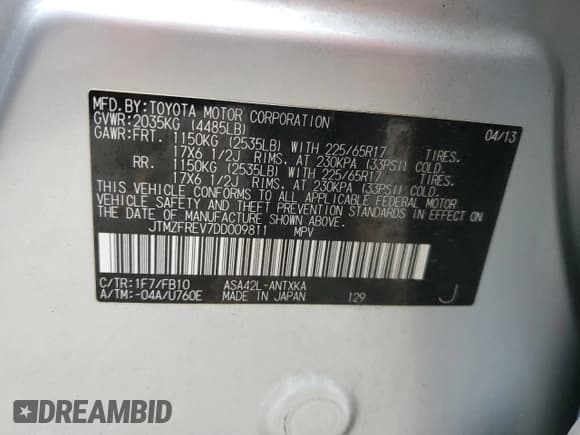 MFD.BY:TOYOTA MOTOR CORPORATION 04/13
GVWR:2035KG (4485LB)
GAWR:FRT. 1150KG (2535LB) WITH 225/65R17 TIRES.
17X6 1/2J RIMS. AT 230KPA (33PSI) COLD.
RR. 1150KG (2535LB) WITH 225/65R17 TIRES.
17X6 1/2J RIMS. AT 230KPA (33PSI) COLD.
THIS VEHICLE CONFORMS TO ALL APPLICABLE FEDERAL MOTOR
VEHICLE SAFETY AND THEFT PREVENTION STANDARDS IN EFFECT ON
THE DATE OF MANUFACTURE SHOWN ABOVE.
JTMZFREV7DD009811 MPV
C/TR:1F7/FB10 ASA42L-ANTXKA
A/TM:-04A/U760E MADE IN JAPAN 129 J
DREAMBID